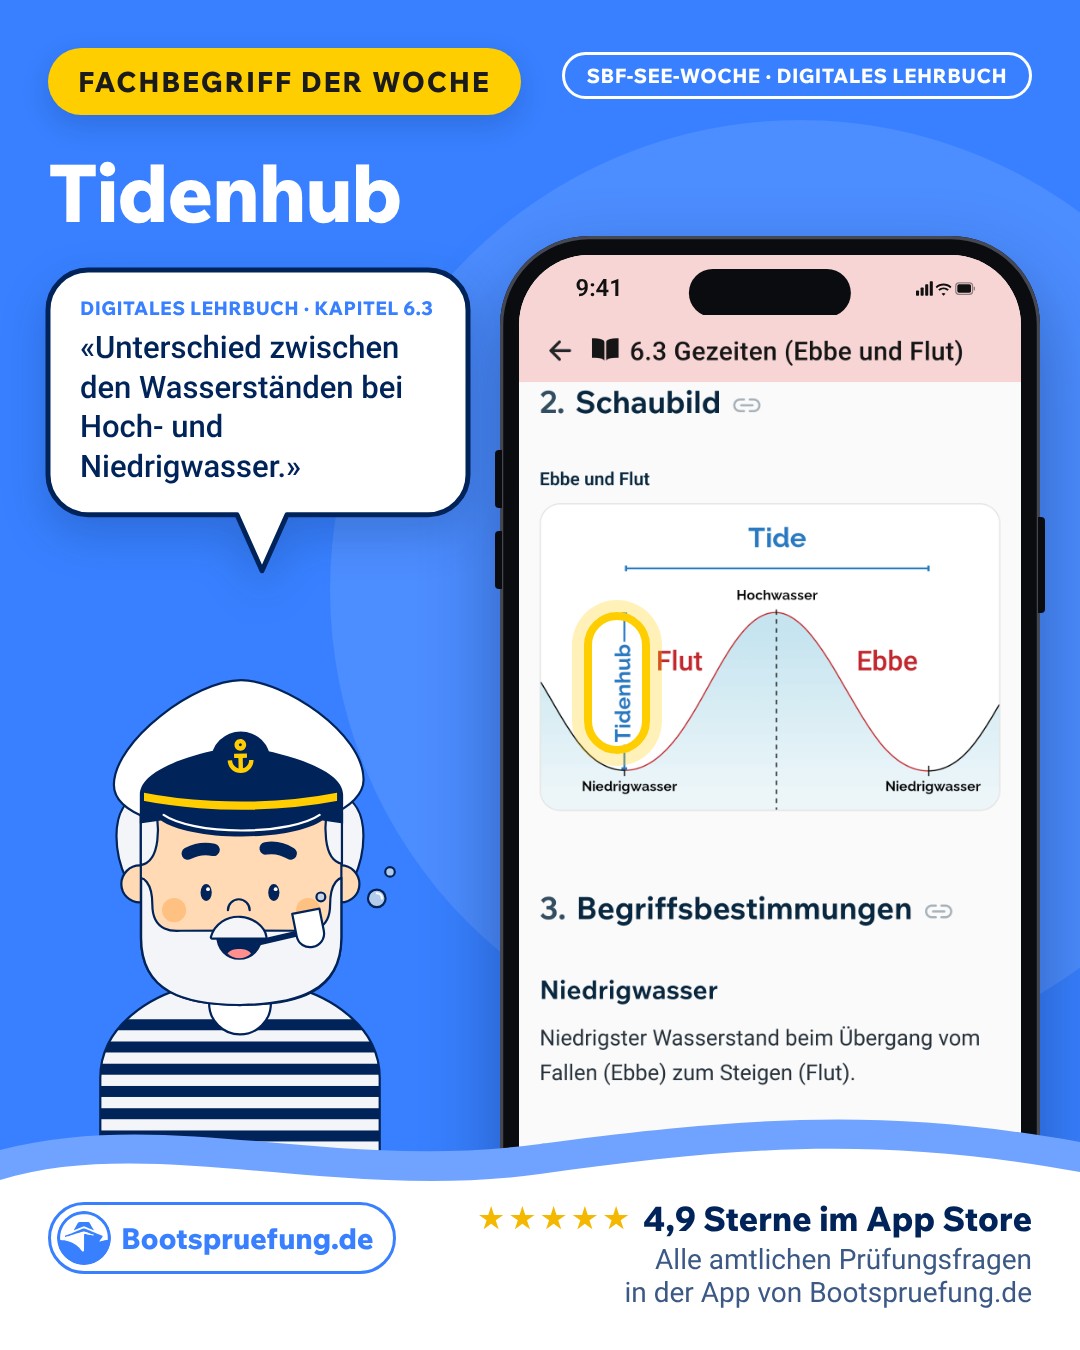 FACHBEGRIFF DER WOCHE
SBF-SEE-WOCHE · DIGITALES LEHRBUCH
Tidenhub
DIGITALES LEHRBUCH · KAPITEL 6.3
«Unterschied zwischen
den Wasserständen bei
Hoch- und
Niedrigwasser.»
9:41
6.3 Gezeiten (Ebbe und Flut)
2. Schaubild
Ebbe und Flut
Tide
Hochwasser
Tidenhub
Flut
Ebbe
Niedrigwasser
Niedrigwasser
3. Begriffsbestimmungen
Niedrigwasser
Niedrigster Wasserstand beim Übergang vom
Fallen (Ebbe) zum Steigen (Flut).
Bootspruefung.de
★★★★★ 4,9 Sterne im App Store
Alle amtlichen Prüfungsfragen
in der App von Bootspruefung.de